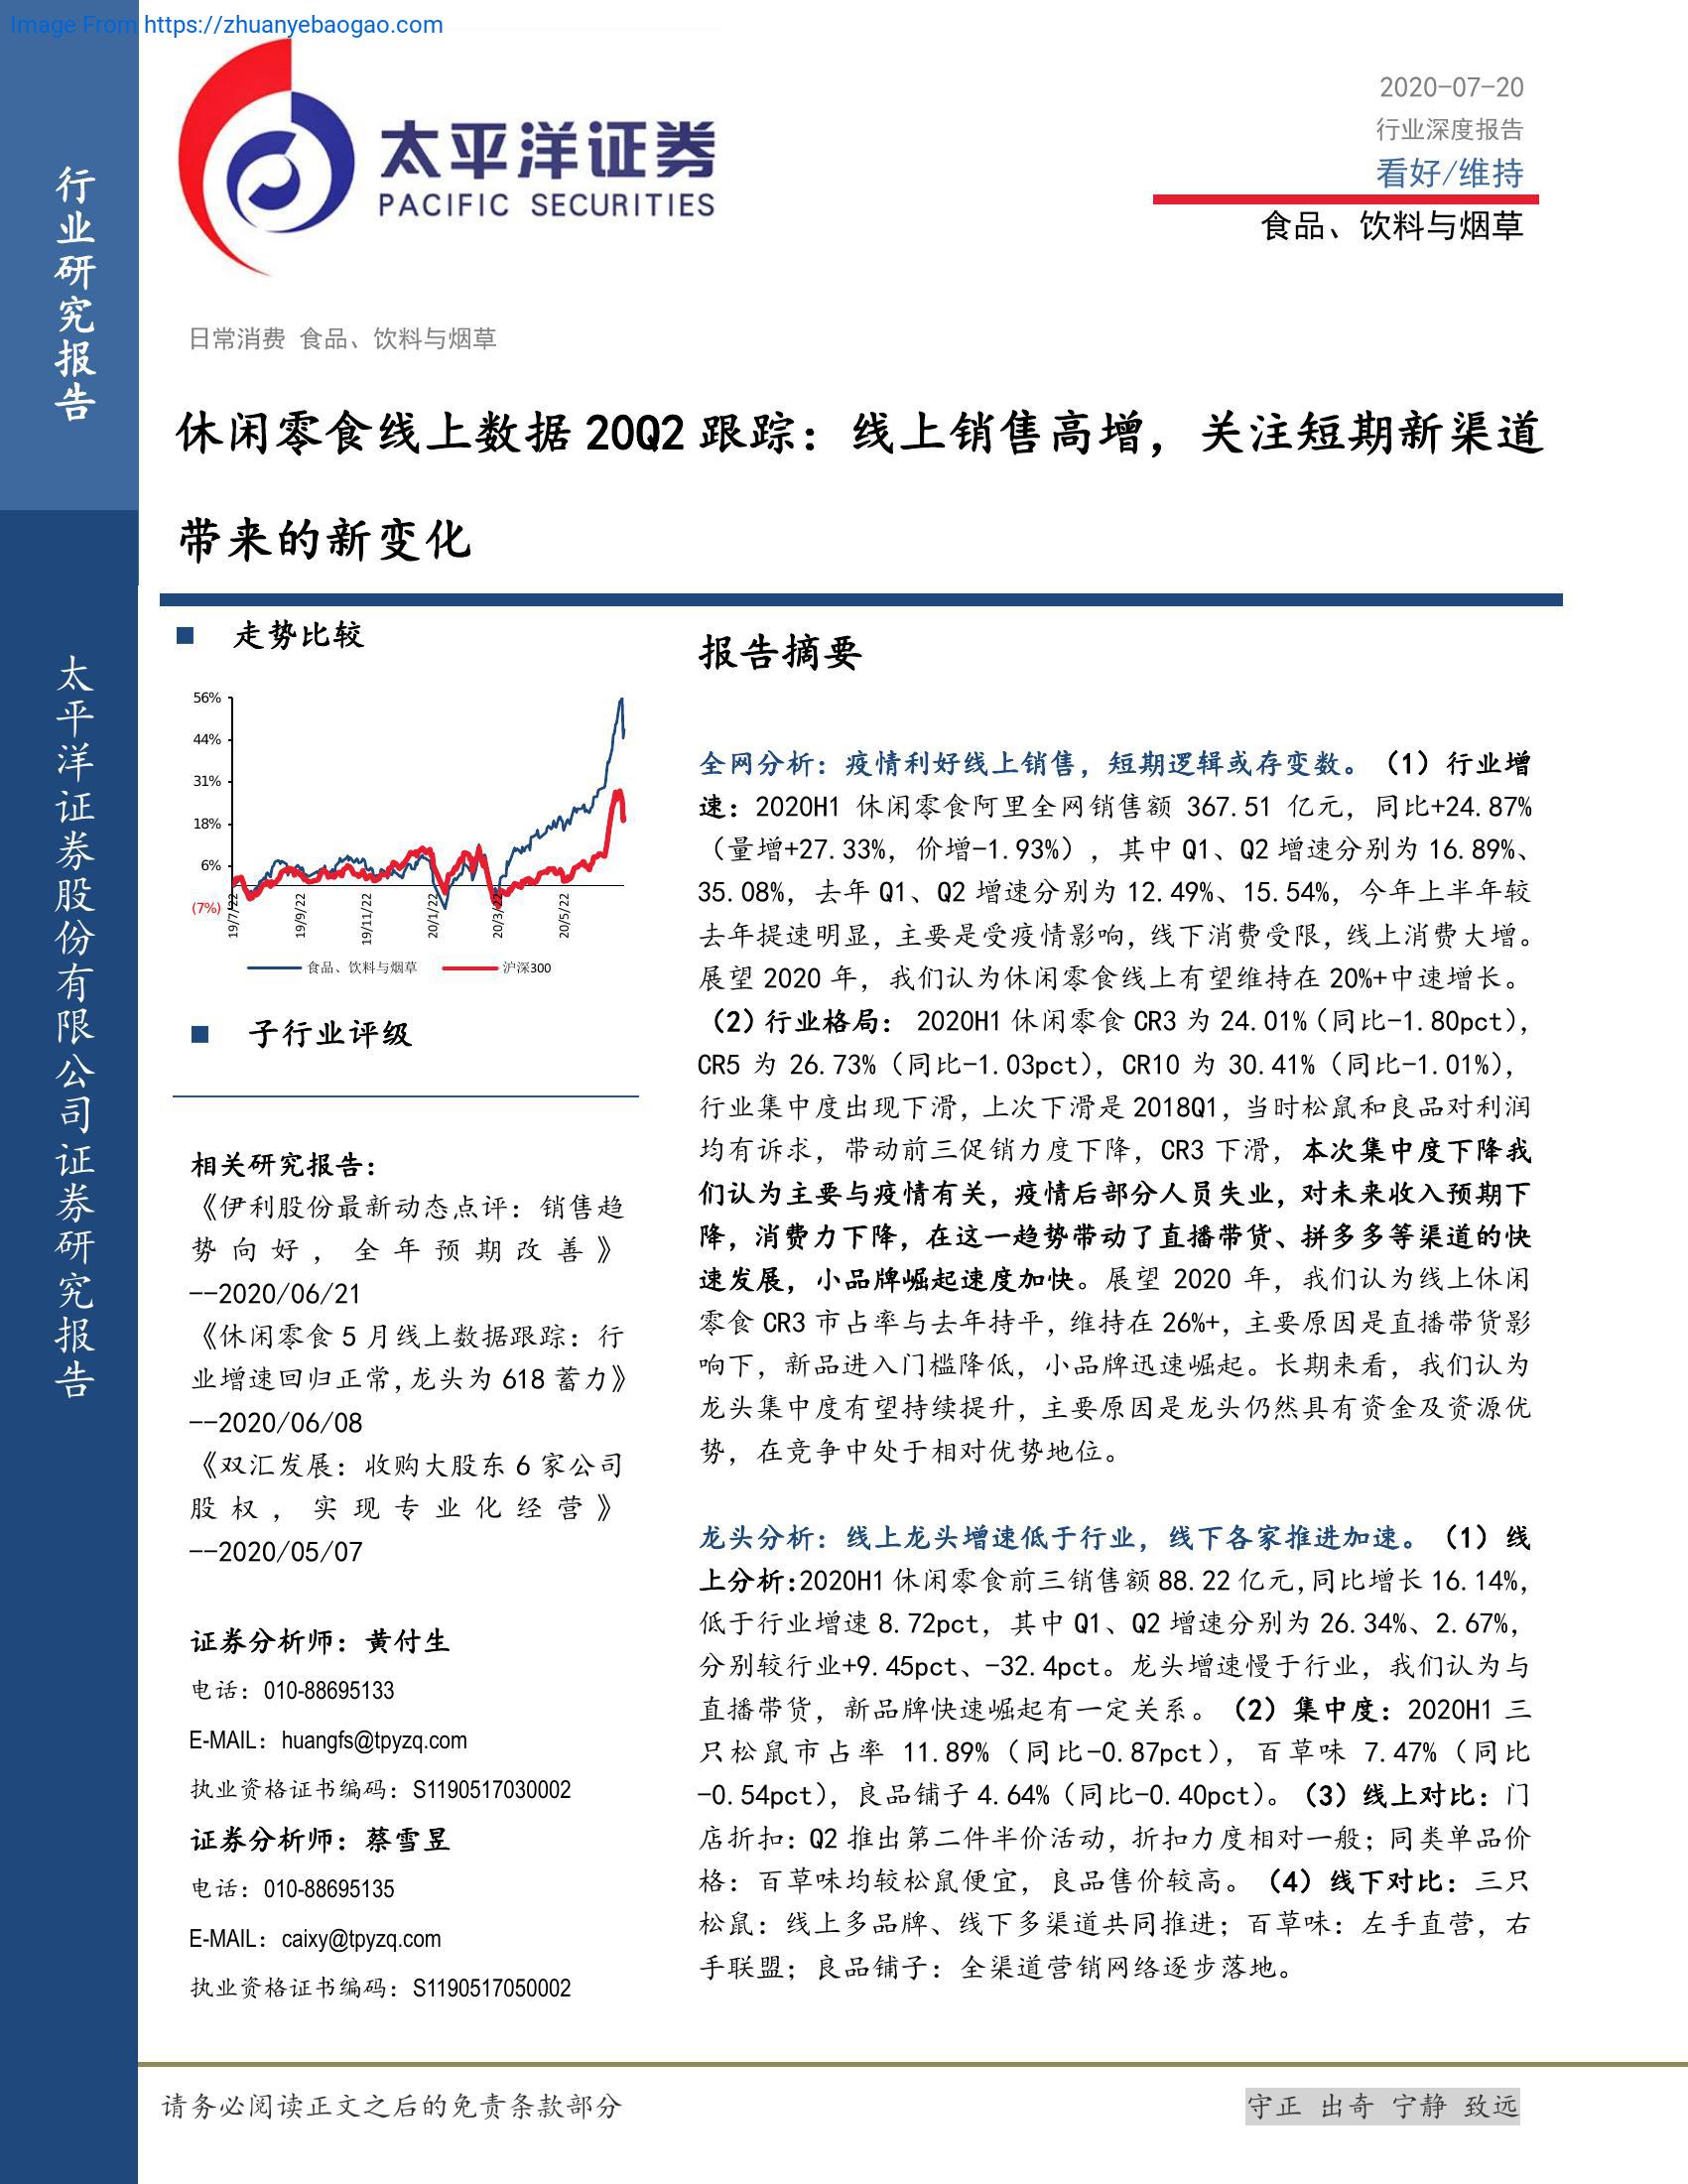 Image From https://zhuanyebaogao.com
行业研究报告
太平洋证券股份有限公司证券研究报告
太平洋证券
PACIFIC SECURITIES
2020-07-20
行业深度报告
看好/维持
食品、饮料与烟草
日常消费 食品、饮料与烟草
休闲零食线上数据 20Q2 跟踪：线上销售高增，关注短期新渠道
带来的新变化
■ 走势比较
56%
44%
31%
18%
6%
(7%)
19/7/22 19/9/22 19/11/22 20/1/22 20/3/22 20/5/22
食品、饮料与烟草 沪深300
■ 子行业评级
相关研究报告：
《伊利股份最新动态点评：销售趋
势向好，全年预期改善》
--2020/06/21
《休闲零食 5 月线上数据跟踪：行
业增速回归正常,龙头为 618 蓄力》
--2020/06/08
《双汇发展：收购大股东 6 家公司
股权，实现专业化经营》
--2020/05/07
证券分析师：黄付生
电话：010-88695133
E-MAIL：huangfs@tpyzq.com
执业资格证书编码：S1190517030002
证券分析师：蔡雪昱
电话：010-88695135
E-MAIL：caixy@tpyzq.com
执业资格证书编码：S1190517050002
报告摘要
全网分析：疫情利好线上销售，短期逻辑或存变数。（1）行业增
速：2020H1 休闲零食阿里全网销售额 367.51 亿元，同比+24.87%
（量增+27.33%，价增-1.93%），其中 Q1、Q2 增速分别为 16.89%、
35.08%，去年 Q1、Q2 增速分别为 12.49%、15.54%，今年上半年较
去年提速明显，主要是受疫情影响，线下消费受限，线上消费大增。
展望 2020 年，我们认为休闲零食线上有望维持在 20%+中速增长。
（2）行业格局： 2020H1 休闲零食 CR3 为 24.01%（同比-1.80pct），
CR5 为 26.73%（同比-1.03pct），CR10 为 30.41%（同比-1.01%），
行业集中度出现下滑，上次下滑是 2018Q1，当时松鼠和良品对利润
均有诉求，带动前三促销力度下降，CR3 下滑，本次集中度下降我
们认为主要与疫情有关，疫情后部分人员失业，对未来收入预期下
降，消费力下降，在这一趋势带动了直播带货、拼多多等渠道的快
速发展，小品牌崛起速度加快。展望 2020 年，我们认为线上休闲
零食 CR3 市占率与去年持平，维持在 26%+，主要原因是直播带货影
响下，新品进入门槛降低，小品牌迅速崛起。长期来看，我们认为
龙头集中度有望持续提升，主要原因是龙头仍然具有资金及资源优
势，在竞争中处于相对优势地位。
龙头分析：线上龙头增速低于行业，线下各家推进加速。（1）线
上分析:2020H1 休闲零食前三销售额 88.22 亿元,同比增长 16.14%，
低于行业增速 8.72pct，其中 Q1、Q2 增速分别为 26.34%、2.67%，
分别较行业+9.45pct、-32.4pct。龙头增速慢于行业，我们认为与
直播带货，新品牌快速崛起有一定关系。（2）集中度：2020H1 三
只松鼠市占率 11.89%（同比-0.87pct），百草味 7.47%（同比
-0.54pct），良品铺子 4.64%（同比-0.40pct）。（3）线上对比：门
店折扣：Q2 推出第二件半价活动，折扣力度相对一般；同类单品价
格：百草味均较松鼠便宜，良品售价较高。（4）线下对比：三只
松鼠：线上多品牌、线下多渠道共同推进；百草味：左手直营，右
手联盟；良品铺子：全渠道营销网络逐步落地。
请务必阅读正文之后的免责条款部分
守正 出奇 宁静 致远